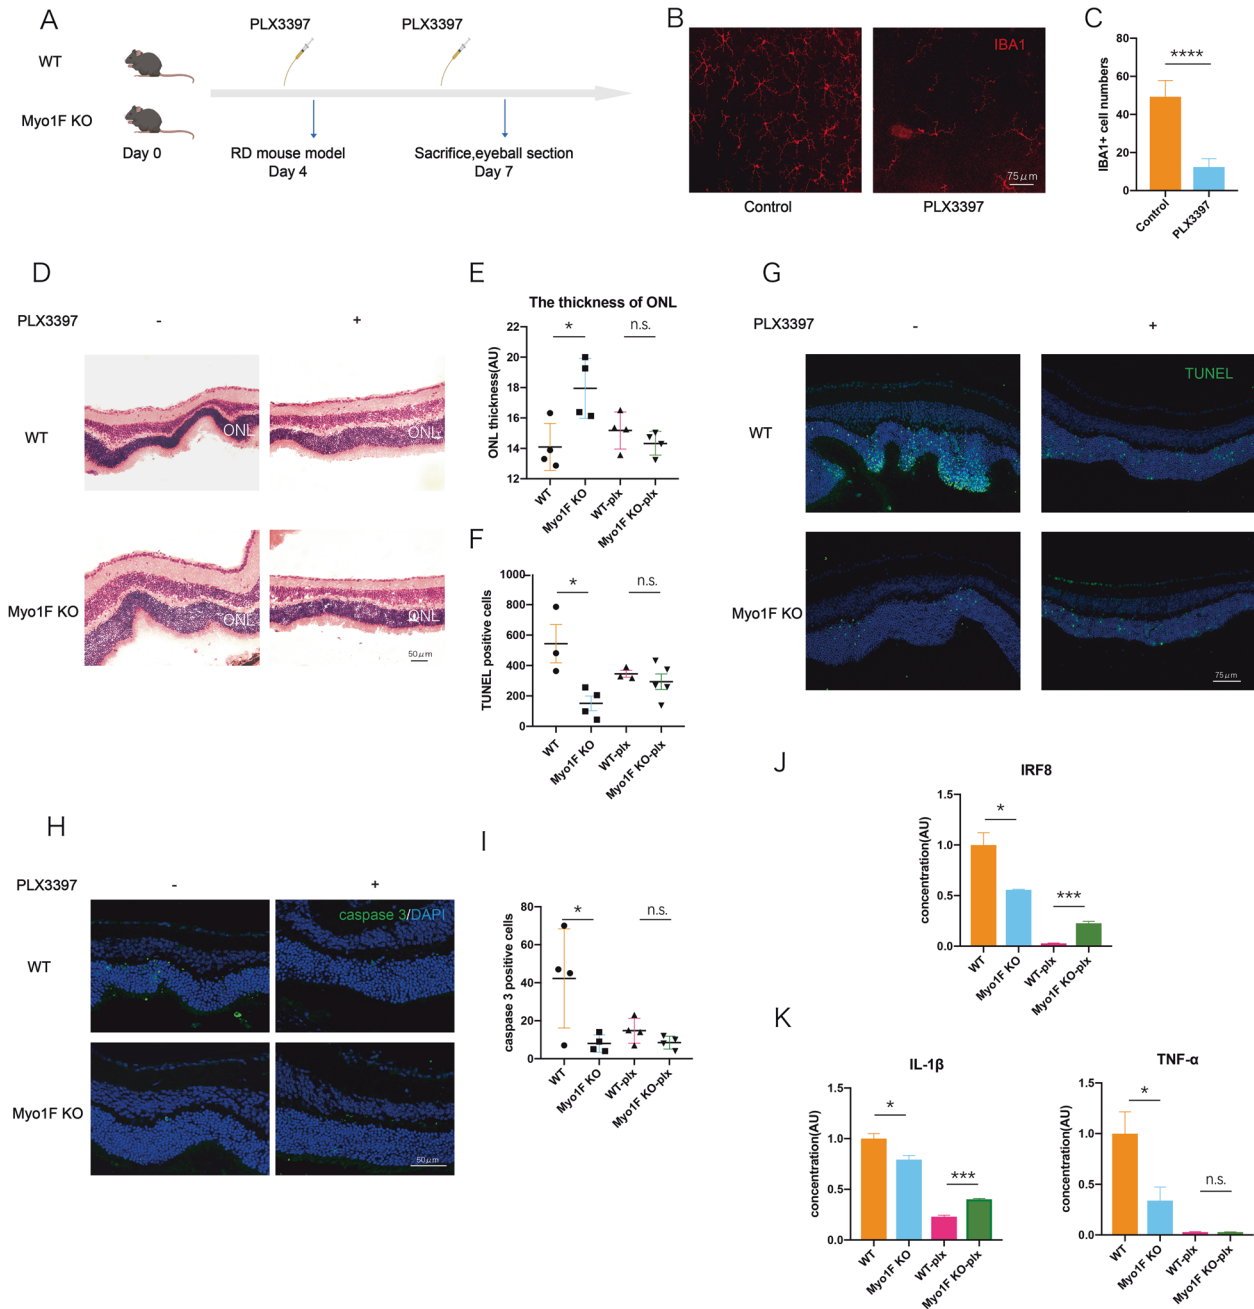 A
PLX3397
PLX3397
WT
Myo1F KO
Day 0
RD mouse model
Day 4
Sacrifice,eyeball section
Day 7
B
IBA1
75μm
Control
PLX3397
C
80
60
40
20
0
IBA1+ cell numbers
****
Control
PLX3397
D
PLX3397
-
+
WT
ONL
ONL
Myo1F KO
ONL
ONL
50μm
E
The thickness of ONL
22
20
18
16
14
12
ONL thickness(AU)
*
n.s.
WT
Myo1F KO
WT-plx
Myo1F KO-plx
F
1000
800
600
400
200
0
TUNEL positive cells
*
n.s.
WT
Myo1F KO
WT-plx
Myo1F KO-plx
G
PLX3397
-
+
WT
TUNEL
Myo1F KO
75μm
H
PLX3397
-
+
WT
caspase 3/DAPI
Myo1F KO
50μm
I
80
60
40
20
0
caspase 3 positive cells
*
n.s.
WT
Myo1F KO
WT-plx
Myo1F KO-plx
J
IRF8
1.5
1.0
0.5
0.0
concentration(AU)
*
***
WT
Myo1F KO
WT-plx
Myo1F KO-plx
K
IL-1β
1.5
1.0
0.5
0.0
concentration(AU)
*
***
WT
Myo1F KO
WT-plx
Myo1F KO-plx
TNF-α
1.5
1.0
0.5
0.0
concentration(AU)
*
n.s.
WT
Myo1F KO
WT-plx
Myo1F KO-plx